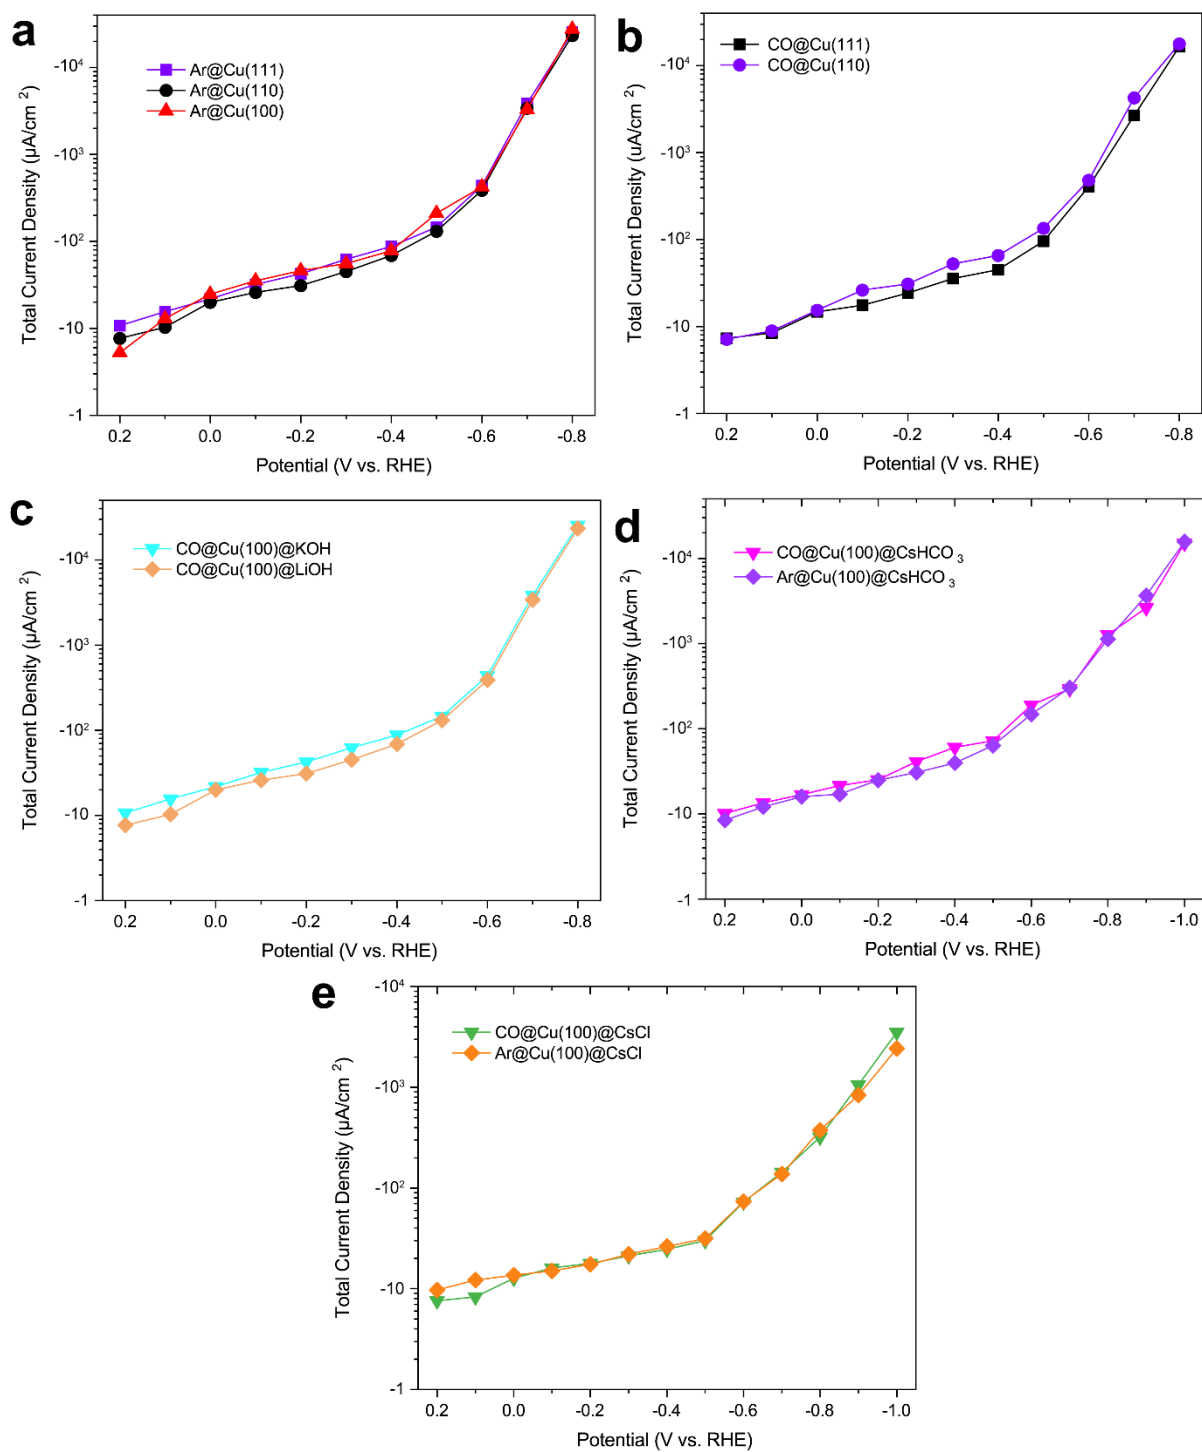 a
Total Current Density (µA/cm ²)
-10⁴
-10³
-10²
-10
-1
Ar@Cu(111)
Ar@Cu(110)
Ar@Cu(100)
0.2 0.0 -0.2 -0.4 -0.6 -0.8
Potential (V vs. RHE)
b
Total Current Density (uA/cm ²)
-10⁴
-10³
-10²
-10
-1
CO@Cu(111)
CO@Cu(110)
0.2 0.0 -0.2 -0.4 -0.6 -0.8
Potential (V vs. RHE)
c
Total Current Density (µA/cm ²)
-10⁴
-10³
-10²
-10
-1
CO@Cu(100)@KOH
CO@Cu(100)@LiOH
0.2 0.0 -0.2 -0.4 -0.6 -0.8
Potential (V vs. RHE)
d
Total Current Density (µA/cm ²)
-10⁴
-10³
-10²
-10
-1
CO@Cu(100)@CsHCO ₃
Ar@Cu(100)@CsHCO ₃
0.2 0.0 -0.2 -0.4 -0.6 -0.8 -1.0
Potential (V vs. RHE)
e
Total Current Density (µA/cm ²)
-10⁴
-10³
-10²
-10
-1
CO@Cu(100)@CsCl
Ar@Cu(100)@CsCl
0.2 0.0 -0.2 -0.4 -0.6 -0.8 -1.0
Potential (V vs. RHE)